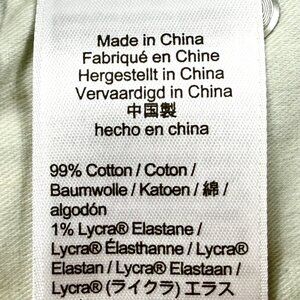 Made in China
Fabriqué en Chine
Hergestellt in China
Vervaardigd in China
中国製
hecho en china
99% Cotton / Coton /
Baumwolle / Katoen / 綿 /
algodón
1% Lycra® Elastane /
Lycra® Élasthanne / Lycra®
Elastan / Lycra® Elastaan /
Lycra® (ライクラ) エラス